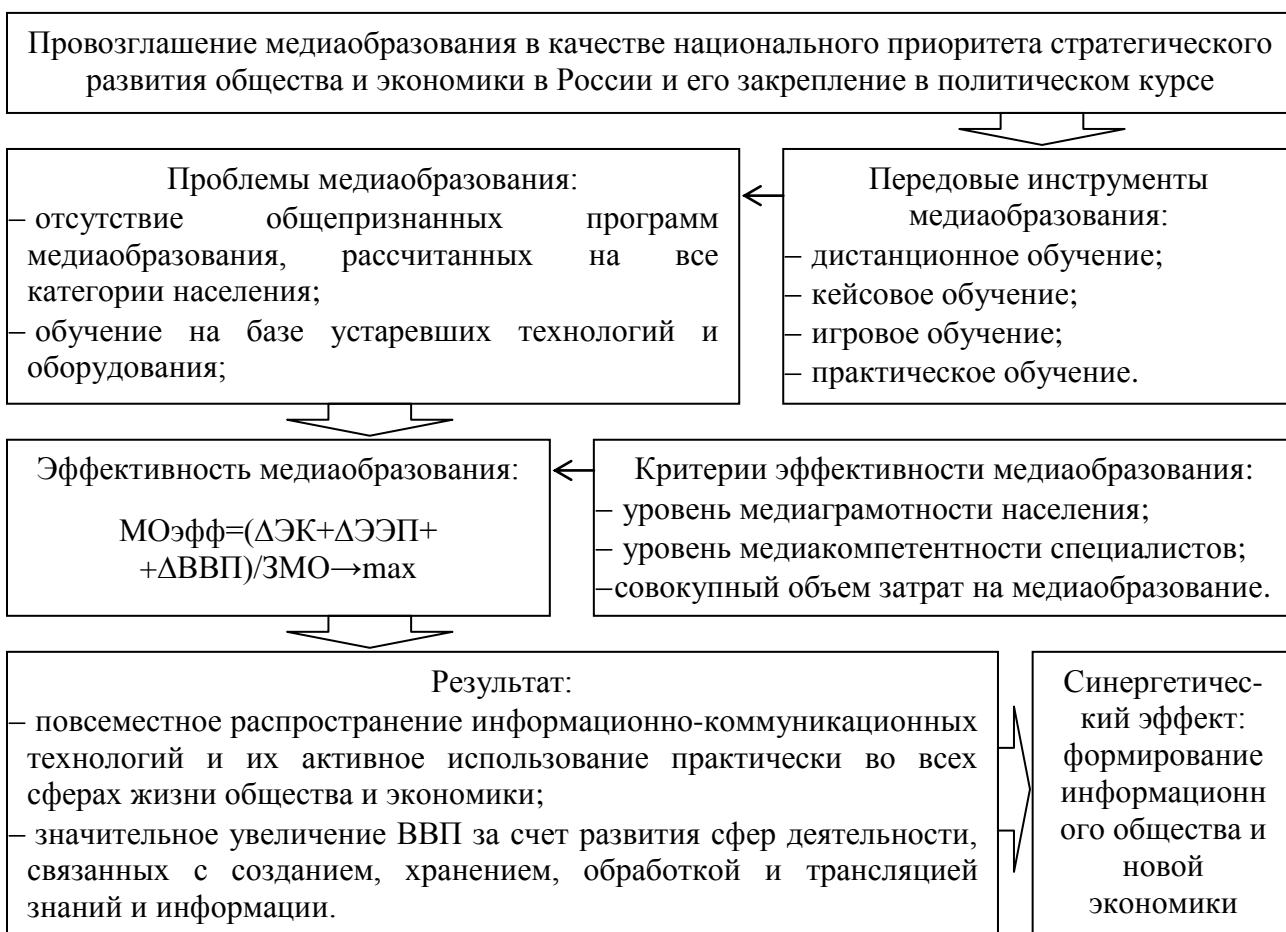 Провозглашение медиаобразования в качестве национального приоритета стратегического
развития общества и экономики в России и его закрепление в политическом курсе
Проблемы медиаобразования:
– отсутствие общепризнанных программ
медиаобразования, рассчитанных на все
категории населения;
– обучение на базе устаревших технологий и
оборудования;
Передовые инструменты
медиаобразования:
– дистанционное обучение;
– кейсовое обучение;
– игровое обучение;
– практическое обучение.
Эффективность медиаобразования:
МОэфф=(ΔЭК+ΔЭЭП+
+ΔВВП)/ЗМО→max
Критерии эффективности медиаобразования:
– уровень медиаграмотности населения;
– уровень медиакомпетентности специалистов;
–совокупный объем затрат на медиаобразование.
Результат:
– повсеместное распространение информационно-коммуникационных
технологий и их активное использование практически во всех
сферах жизни общества и экономики;
– значительное увеличение ВВП за счет развития сфер деятельности,
связанных с созданием, хранением, обработкой и трансляцией
знаний и информации.
Синергетичес-
кий эффект:
формирование
информационн
ого общества и
новой
экономики